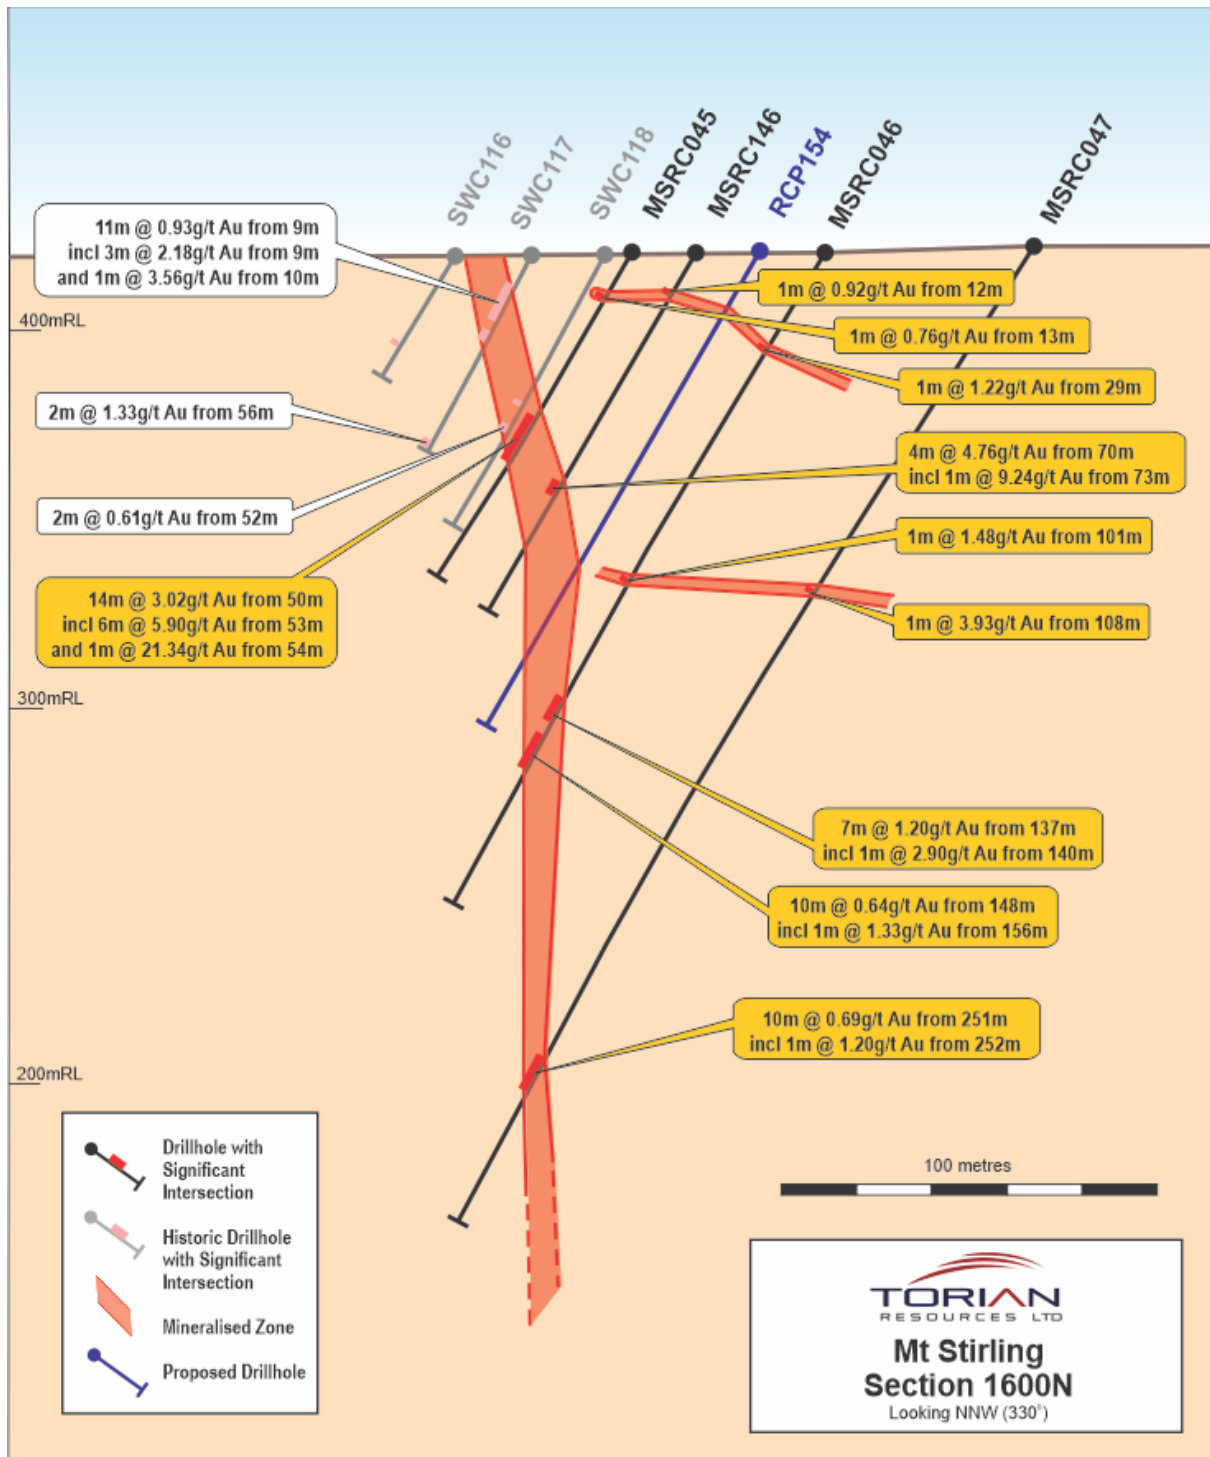 SWC116
SWC117
SWC118
MSRC045
MSRC146
RCP154
MSRC046
MSRC047
11m @ 0.93g/t Au from 9m
incl 3m @ 2.18g/t Au from 9m
and 1m @ 3.56g/t Au from 10m
1m @ 0.92g/t Au from 12m
400mRL
1m @ 0.76g/t Au from 13m
1m @ 1.22g/t Au from 29m
2m @ 1.33g/t Au from 56m
4m @ 4.76g/t Au from 70m
incl 1m @ 9.24g/t Au from 73m
2m @ 0.61g/t Au from 52m
1m @ 1.48g/t Au from 101m
14m @ 3.02g/t Au from 50m
incl 6m @ 5.90g/t Au from 53m
and 1m @ 21.34g/t Au from 54m
1m @ 3.93g/t Au from 108m
300mRL
7m @ 1.20g/t Au from 137m
incl 1m @ 2.90g/t Au from 140m
10m @ 0.64g/t Au from 148m
incl 1m @ 1.33g/t Au from 156m
10m @ 0.69g/t Au from 251m
incl 1m @ 1.20g/t Au from 252m
200mRL
Drillhole with
Significant
Intersection
Historic Drillhole
with Significant
Intersection
Mineralised Zone
Proposed Drillhole
100 metres
TORIAN
RESOURCES LTD
Mt Stirling
Section 1600N
Looking NNW (330°)